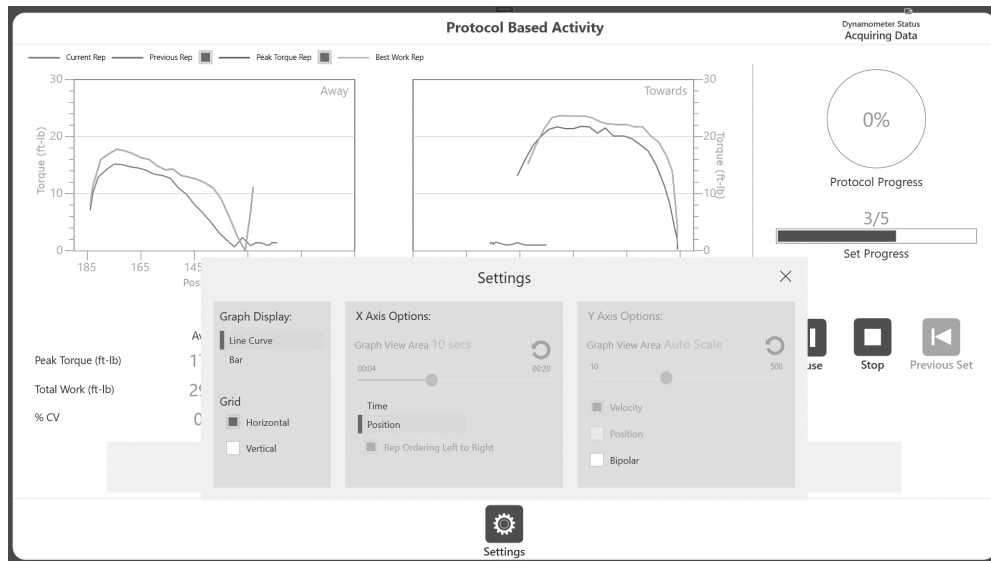 Protocol Based Activity
Dynamometer Status
Acquiring Data
Current Rep
Previous Rep
Peak Torque Rep
Best Work Rep
Away
Towards
30
20
10
0
Torque (ft-lb)
185
165
145
Pos
30
20
10
0
Torque (ft-lb)
0%
Protocol Progress
3/5
Set Progress
Peak Torque (ft-lb)
Total Work (ft-lb)
% CV
Settings
Graph Display:
Line Curve
Bar
Grid
Horizontal
Vertical
X Axis Options:
Graph View Area 10 secs
00:04
00:20
Time
Position
Rep Ordering Left to Right
Y Axis Options:
Graph View Area Auto Scale
10
500
Velocity
Position
Bipolar
use
Stop
Previous Set
Settings